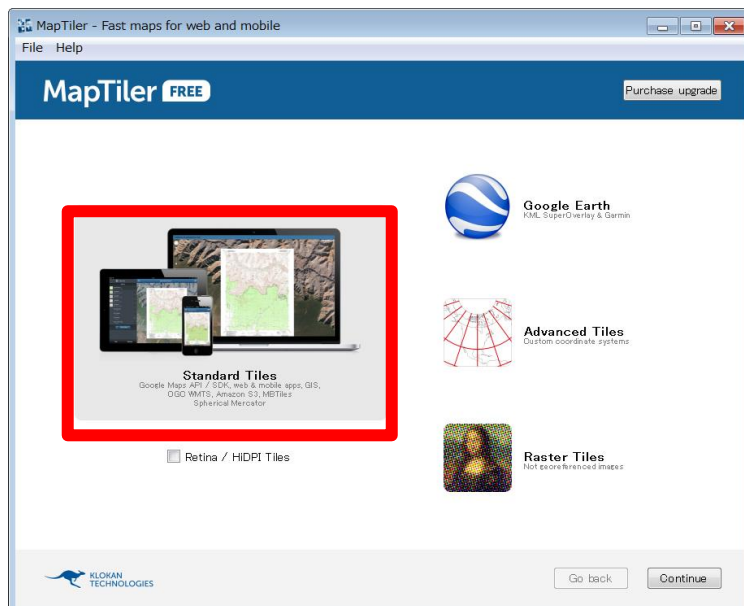 MapTiler - Fast maps for web and mobile
File Help
MapTiler FREE
Purchase upgrade
Google Earth
KML SuperOverlay & Garmin
Standard Tiles
Google Maps API / SDK, web & mobile apps, GIS,
OGC WMTS, Amazon S3, MBTiles
Spherical Mercator
Advanced Tiles
Custom coordinate systems
Retina / HiDPI Tiles
Raster Tiles
Not georeferenced images
KLOKAN
TECHNOLOGIES
Go back
Continue